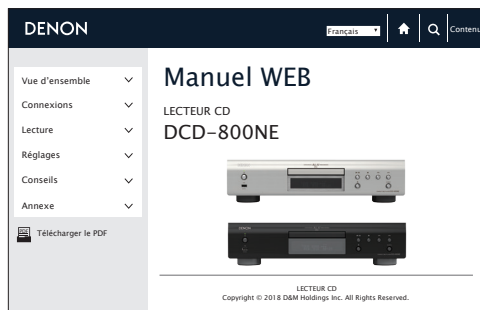 DENON
Français
Contenu
Vue d'ensemble
Connexions
Lecture
Réglages
Conseils
Annexe
Télécharger le PDF
Manuel WEB
LECTEUR CD
DCD-800NE
LECTEUR CD
Copyright © 2018 D&M Holdings Inc. All Rights Reserved.